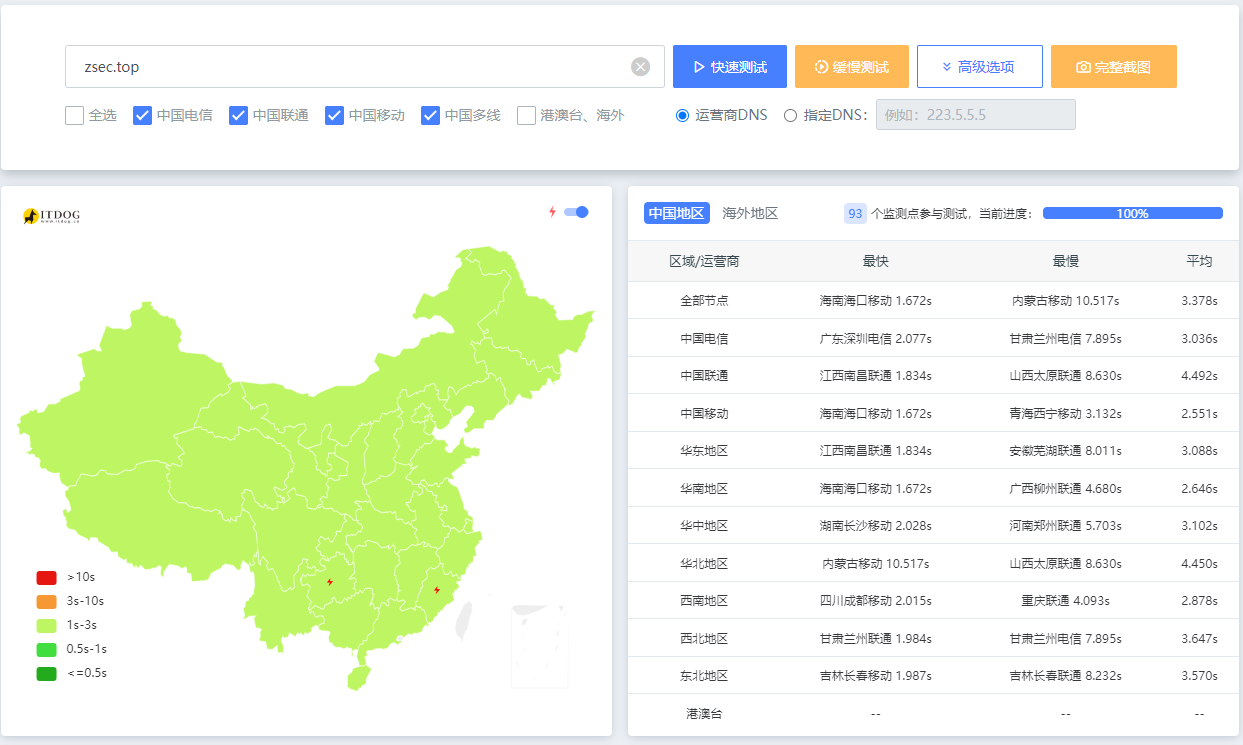 zsec.top
快速测试
缓慢测试
高级选项
完整截图
全选 中国电信 中国联通 中国移动 中国多线 港澳台、海外
运营商DNS 指定DNS: 例如：223.5.5.5
ITDOG
www.itdog.cn
>10s
3s-10s
1s-3s
0.5s-1s
<=0.5s
中国地区 海外地区 93 个监测点参与测试，当前进度： 100%
区域/运营商 最快 最慢 平均
全部节点 海南海口移动 1.672s 内蒙古移动 10.517s 3.378s
中国电信 广东深圳电信 2.077s 甘肃兰州电信 7.895s 3.036s
中国联通 江西南昌联通 1.834s 山西太原联通 8.630s 4.492s
中国移动 海南海口移动 1.672s 青海西宁移动 3.132s 2.551s
华东地区 江西南昌联通 1.834s 安徽芜湖联通 8.011s 3.088s
华南地区 海南海口移动 1.672s 广西柳州联通 4.680s 2.646s
华中地区 湖南长沙移动 2.028s 河南郑州联通 5.703s 3.102s
华北地区 内蒙古移动 10.517s 山西太原联通 8.630s 4.450s
西南地区 四川成都移动 2.015s 重庆联通 4.093s 2.878s
西北地区 甘肃兰州联通 1.984s 甘肃兰州电信 7.895s 3.647s
东北地区 吉林长春移动 1.987s 吉林长春联通 8.232s 3.570s
港澳台 -- -- --